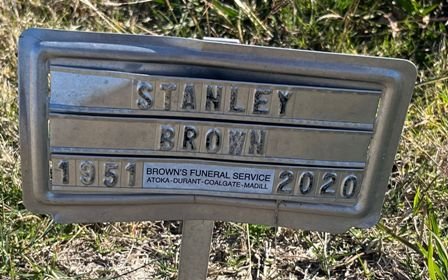 STANLEY
BROWN
1951 BROWN'S FUNERAL SERVICE 2020
ATOKA-DURANT-COALGATE-MADILL